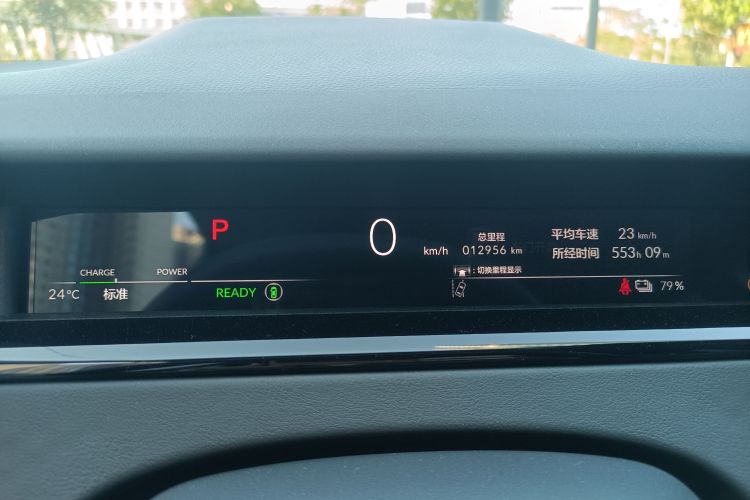 P
0 km/h
总里程
012956 km
平均车速 23 km/h
所经时间 553h 09m
: 切换里程显示
CHARGE POWER
24°C 标准
READY
79%